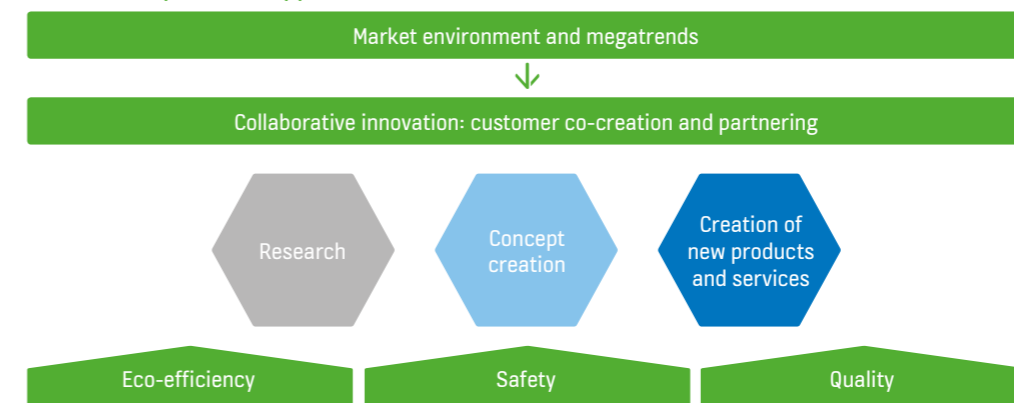 Market environment and megatrends
Collaborative innovation: customer co-creation and partnering
Research
Concept
creation
Creation of
new products
and services
Eco-efficiency
Safety
Quality